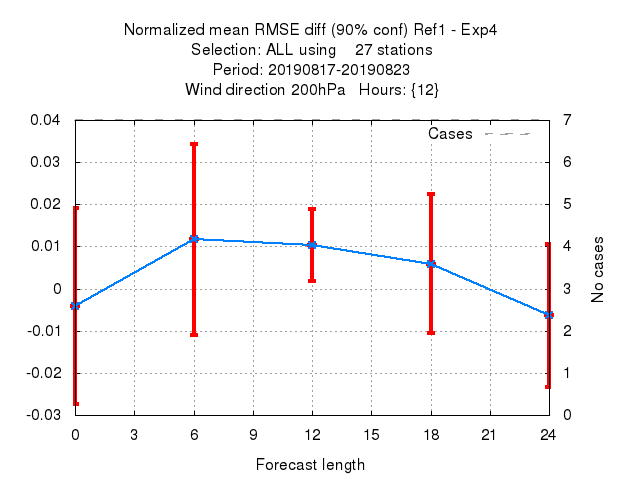 Normalized mean RMSE diff (90% conf) Ref1 - Exp4
Selection: ALL using    27 stations
Period: 20190817-20190823
Wind direction 200hPa   Hours: {12}
0.04
0.03
0.02
0.01
0
-0.01
-0.02
-0.03
Cases
7
6
5
4
3
2
1
0
No cases
0 3 6 9 12 15 18 21 24
Forecast length